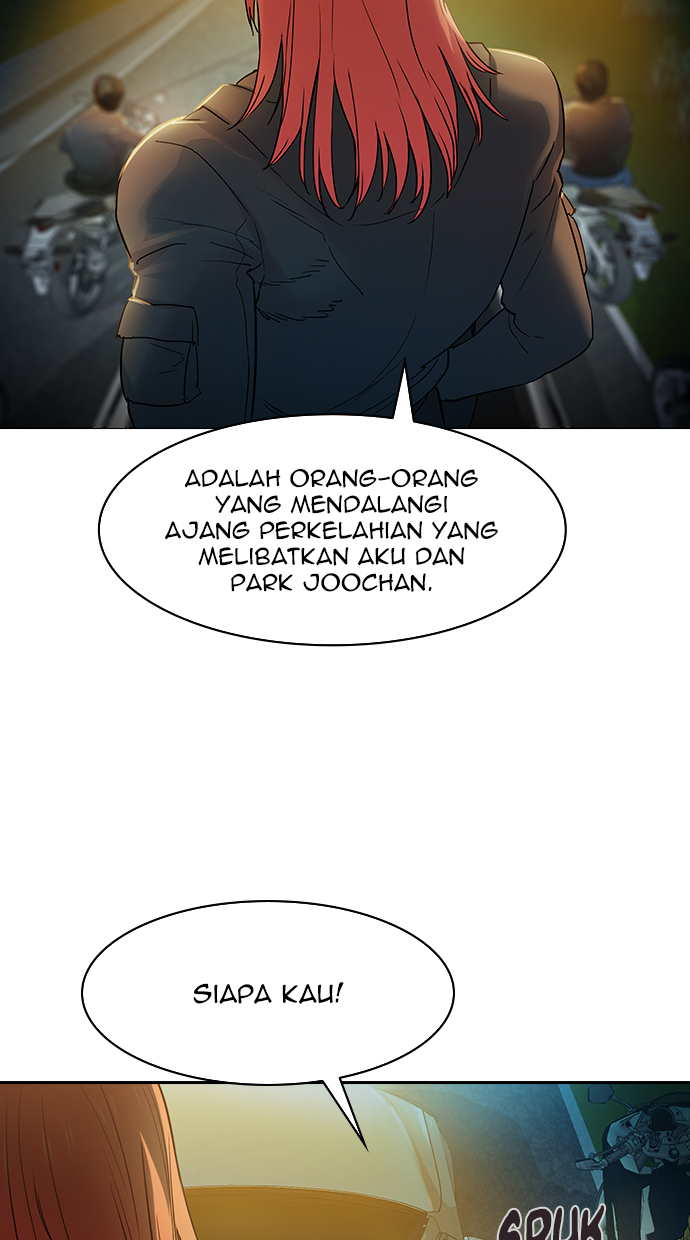 ADALAH ORANG-ORANG
YANG MENDALANGI
AJANG PERKELAHIAN YANG
MELIBATKAN AKU DAN
PARK JOOCHAN.
SIAPA KAU!